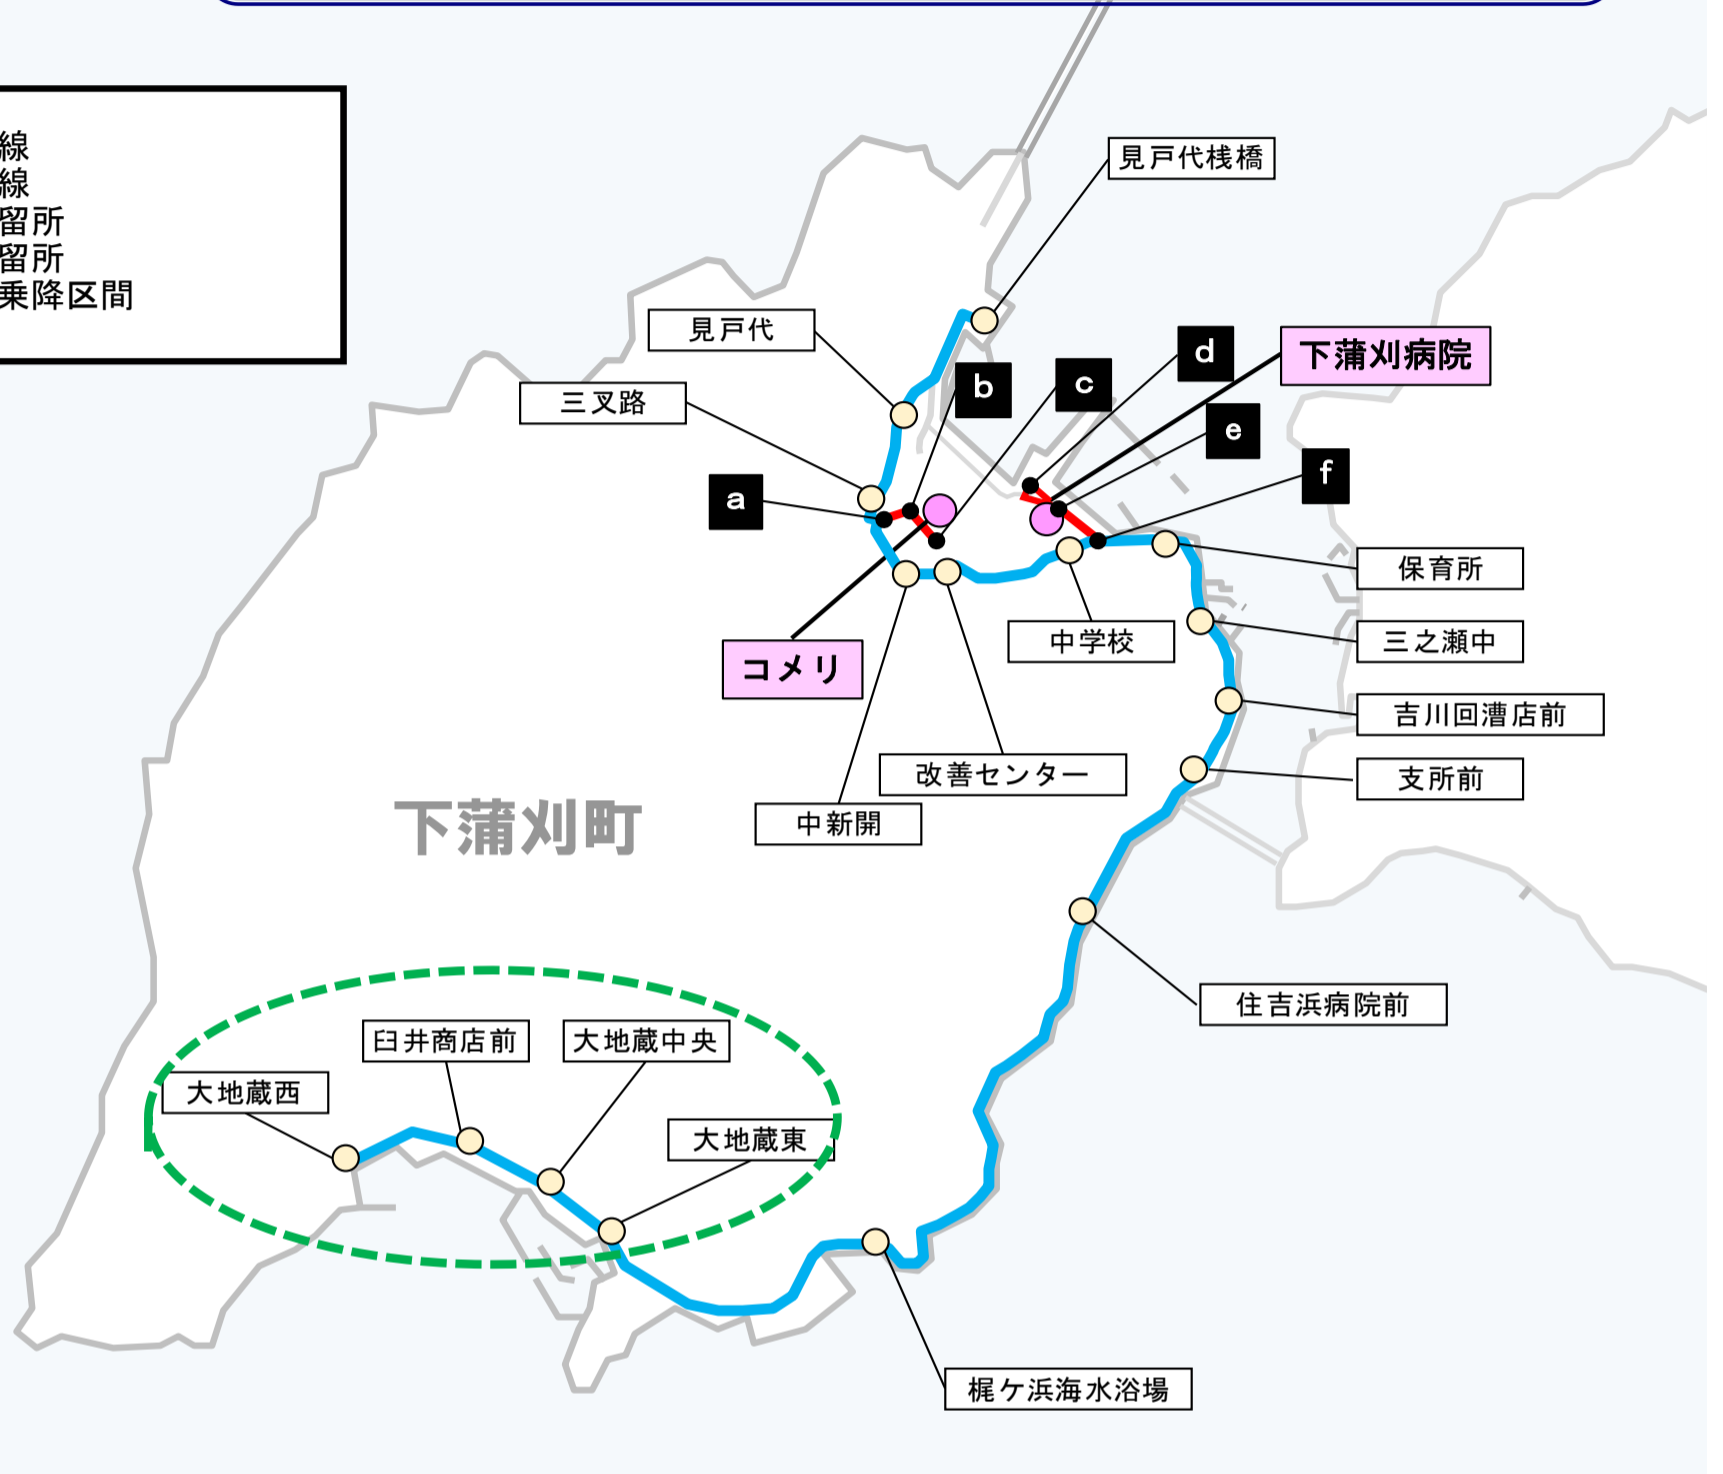 線
線
留所
留所
乗降区間
見戸代桟橋
見戸代
三叉路
下蒲刈病院
a
b
c
d
e
f
保育所
三之瀬中
中学校
コメリ
吉川回漕店前
改善センター
支所前
中新開
下蒲刈町
住吉浜病院前
臼井商店前
大地蔵中央
大地蔵西
大地蔵東
梶ケ浜海水浴場